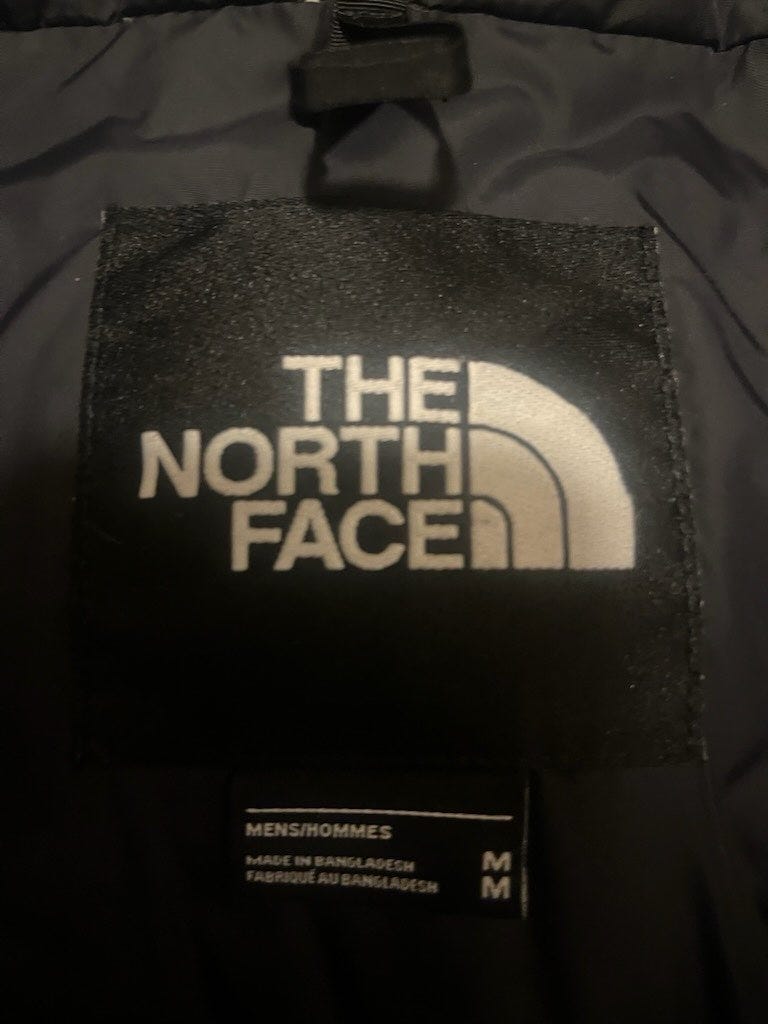 THE
NORTH
FACE
MENS/HOMMES
MADE IN BANGLADESH M
FABRIQUÉ AU BANGLADESH M